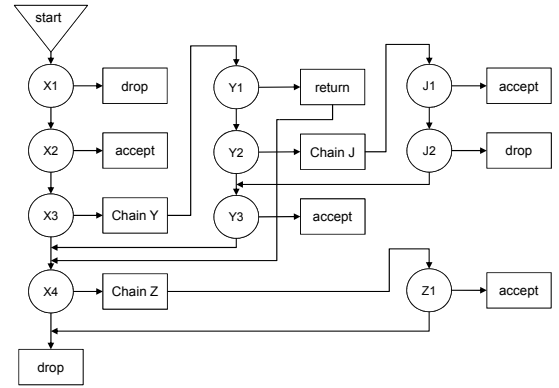 start
X1
drop
Y1
return
J1
accept
X2
accept
Y2
Chain J
J2
drop
X3
Chain Y
Y3
accept
X4
Chain Z
Z1
accept
drop